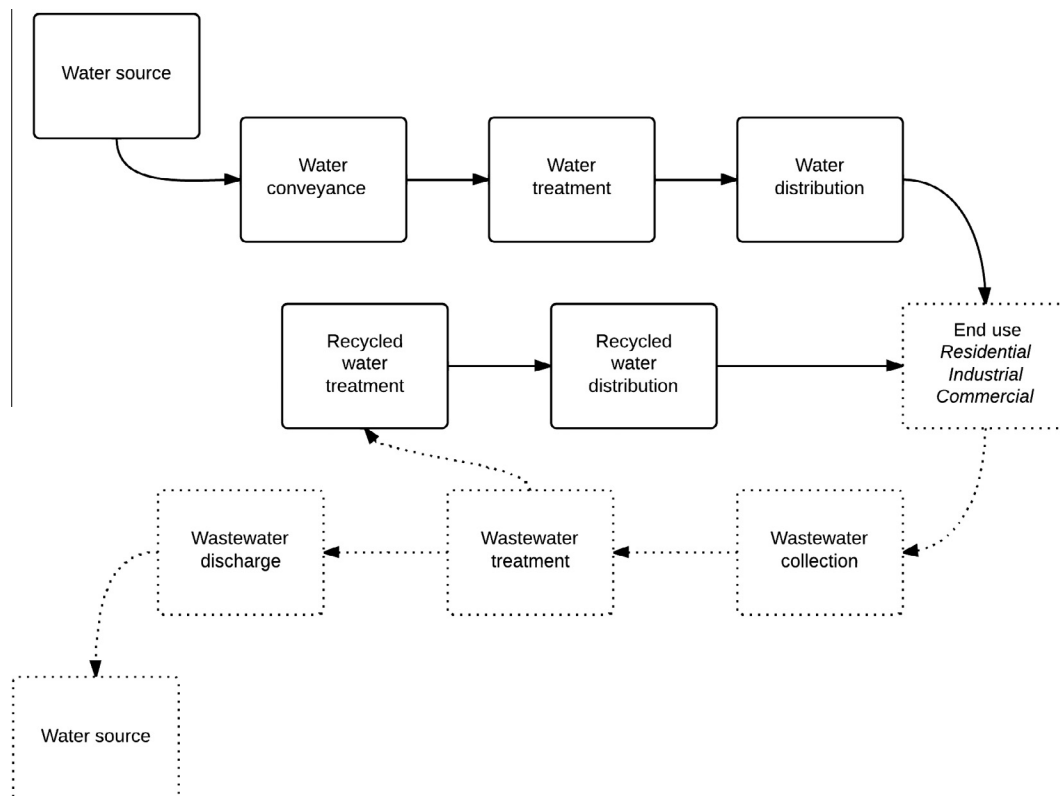 Water source
Water
conveyance
Water
treatment
Water
distribution
Recycled
water
treatment
Recycled
water
distribution
End use
Residential
Industrial
Commercial
Wastewater
discharge
Wastewater
treatment
Wastewater
collection
Water source